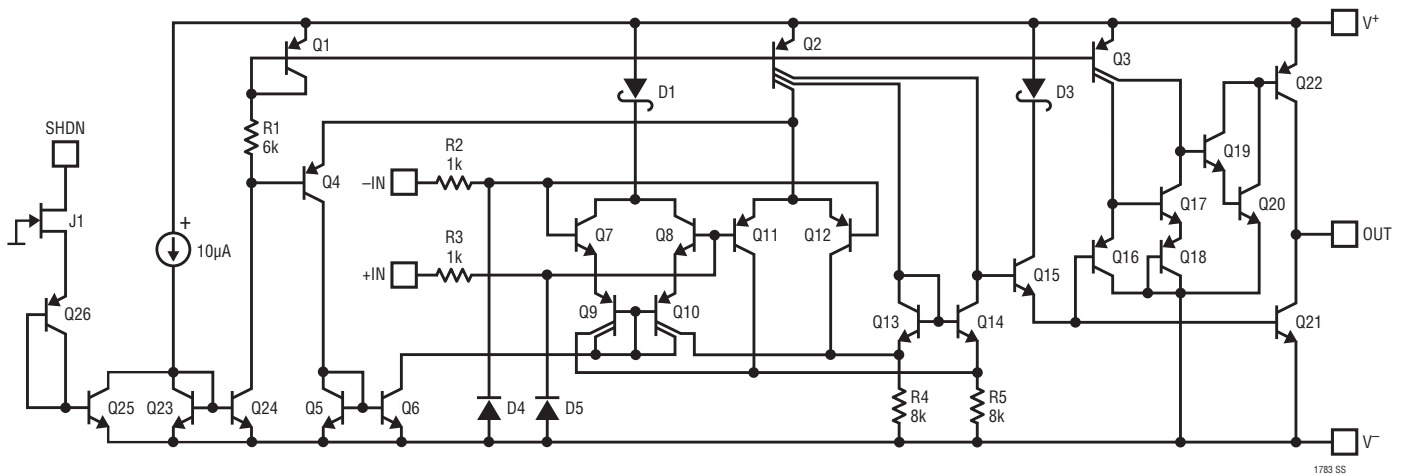 V+
Q1
Q2
Q3
Q22
D1
D3
R1
6k
SHDN
R2
1k
–IN
Q4
Q19
J1
Q17
Q20
+
10µA
Q7
Q8
Q11
Q12
R3
1k
+IN
OUT
Q16
Q18
Q15
Q26
Q9
Q10
Q13
Q14
Q21
Q25
Q23
Q24
Q5
Q6
D4
D5
R4
8k
R5
8k
V–
1783 SS